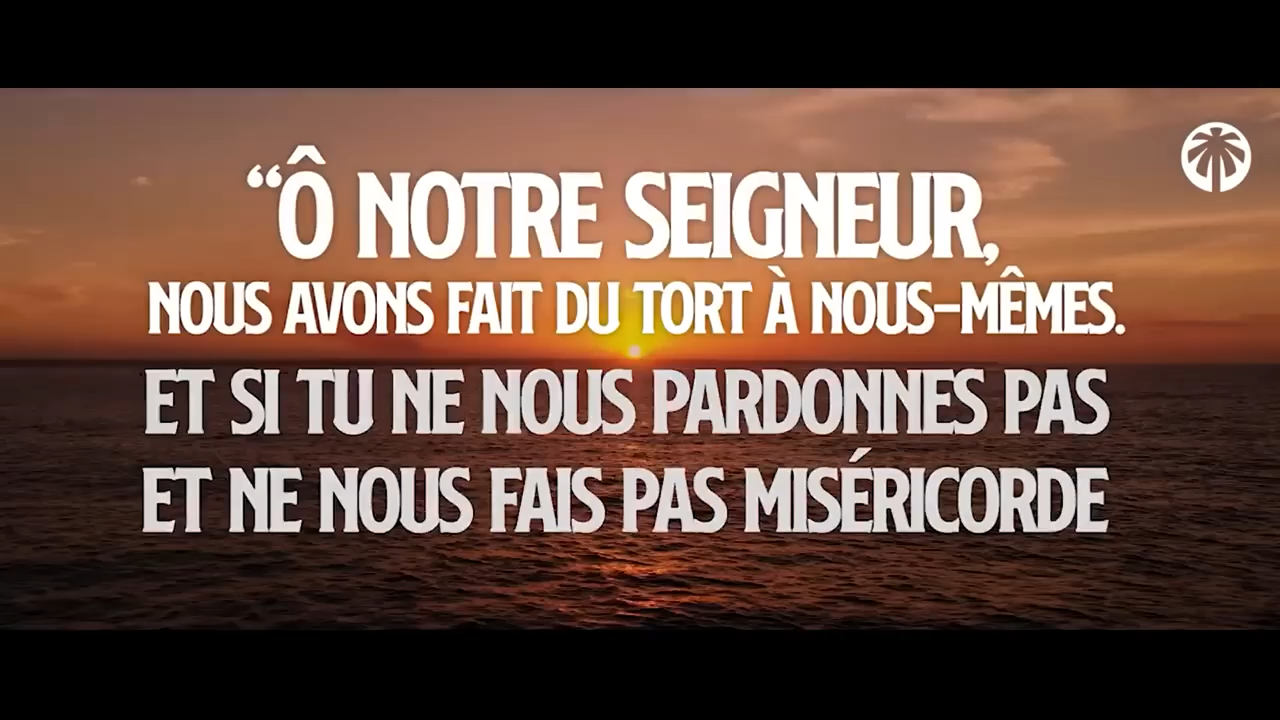 “Ô NOTRE SEIGNEUR,
NOUS AVONS FAIT DU TORT À NOUS-MÊMES.
ET SI TU NE NOUS PARDONNES PAS
ET NE NOUS FAIS PAS MISÉRICORDE